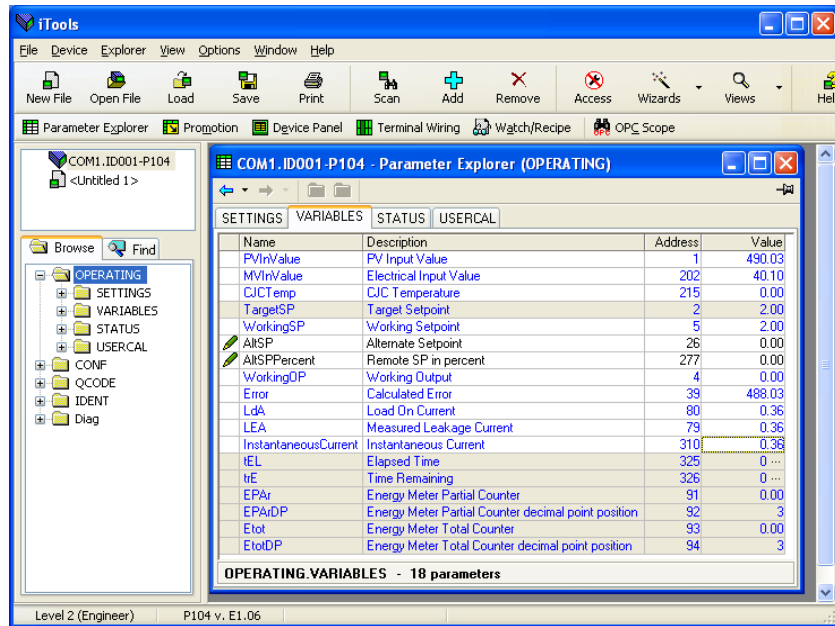 iTools
File Device Explorer View Options Window Help
New File Open File Load Save Print Scan Add Remove Access Wizards Views Hel
Parameter Explorer Promotion Device Panel Terminal Wiring Watch/Recipe OPC Scope
COM1.ID001-P104
<Untitled 1>
Browse Find
OPERATING
SETTINGS
VARIABLES
STATUS
USERCAL
CONF
QCODE
IDENT
Diag
COM1.ID001-P104 - Parameter Explorer (OPERATING)
SETTINGS VARIABLES STATUS USERCAL
Name Description Address Value
PVInValue PV Input Value 1 490.03
MVInValue Electrical Input Value 202 40.10
CJCTemp CJC Temperature 215 0.00
TargetSP Target Setpoint 2 2.00
WorkingSP Working Setpoint 5 2.00
AltSP Alternate Setpoint 26 0.00
AltSPPercent Remote SP in percent 277 0.00
WorkingOP Working Output 4 0.00
Error Calculated Error 39 488.03
LdA Load On Current 80 0.36
LEA Measured Leakage Current 79 0.36
InstantaneousCurrent Instantaneous Current 310 0.36
tEL Elapsed Time 325 0 ...
trE Time Remaining 326 0 ...
EPAr Energy Meter Partial Counter 91 0.00
EPArDP Energy Meter Partial Counter decimal point position 92 3
Etot Energy Meter Total Counter 93 0.00
EtotDP Energy Meter Total Counter decimal point position 94 3
OPERATING.VARIABLES - 18 parameters
Level 2 (Engineer) P104 v. E1.06